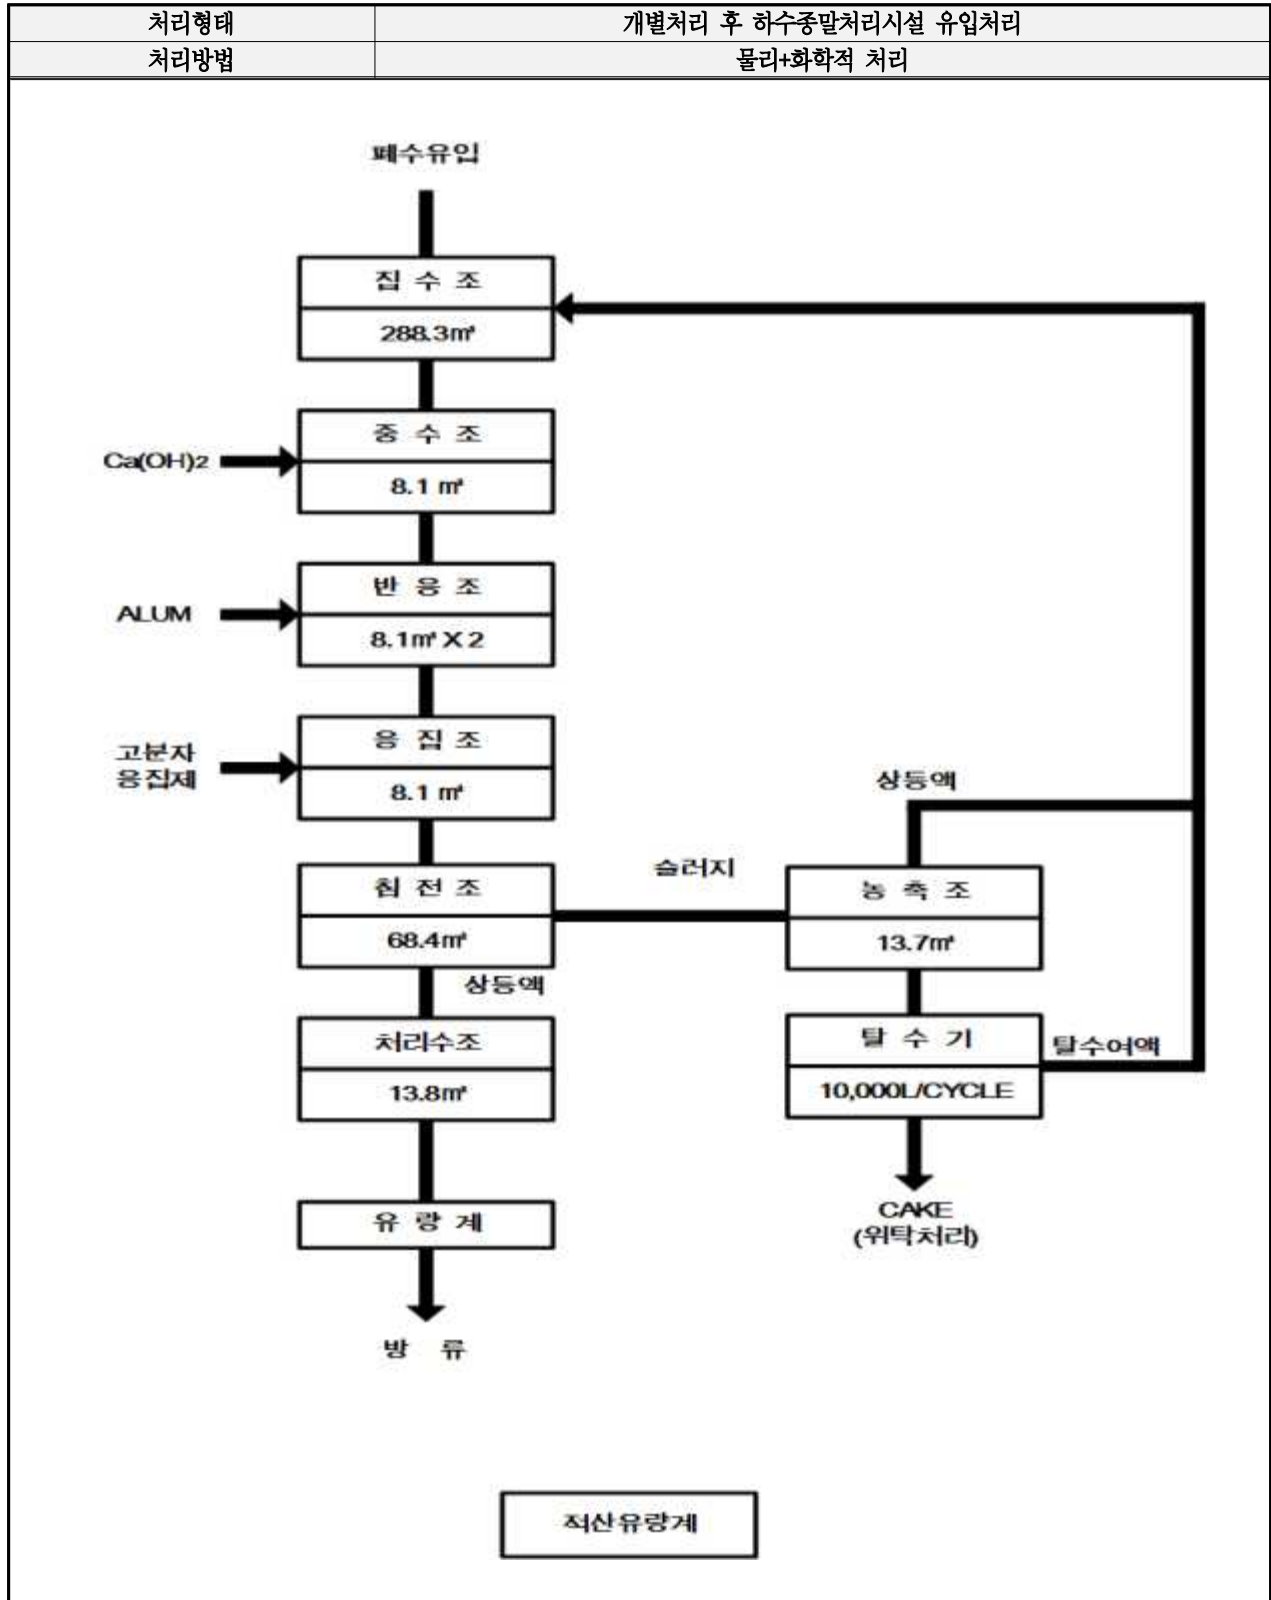 처리형태 개별처리 후 하수종말처리시설 유입처리
처리방법 물리+화학적 처리
폐수유입
집 수 조
288.3㎥
Ca(OH)2
중 수 조
8.1 ㎥
ALUM
반 응 조
8.1㎥ X 2
고분자
응집제
응 집 조
8.1 ㎥
침 전 조
68.4㎥
슬러지
상등액
농 축 조
13.7㎥
상등액
처리수조
13.8㎥
탈 수 기
10,000L/CYCLE
탈수여액
CAKE
(위탁처리)
유 량 계
방 류
적산유량계